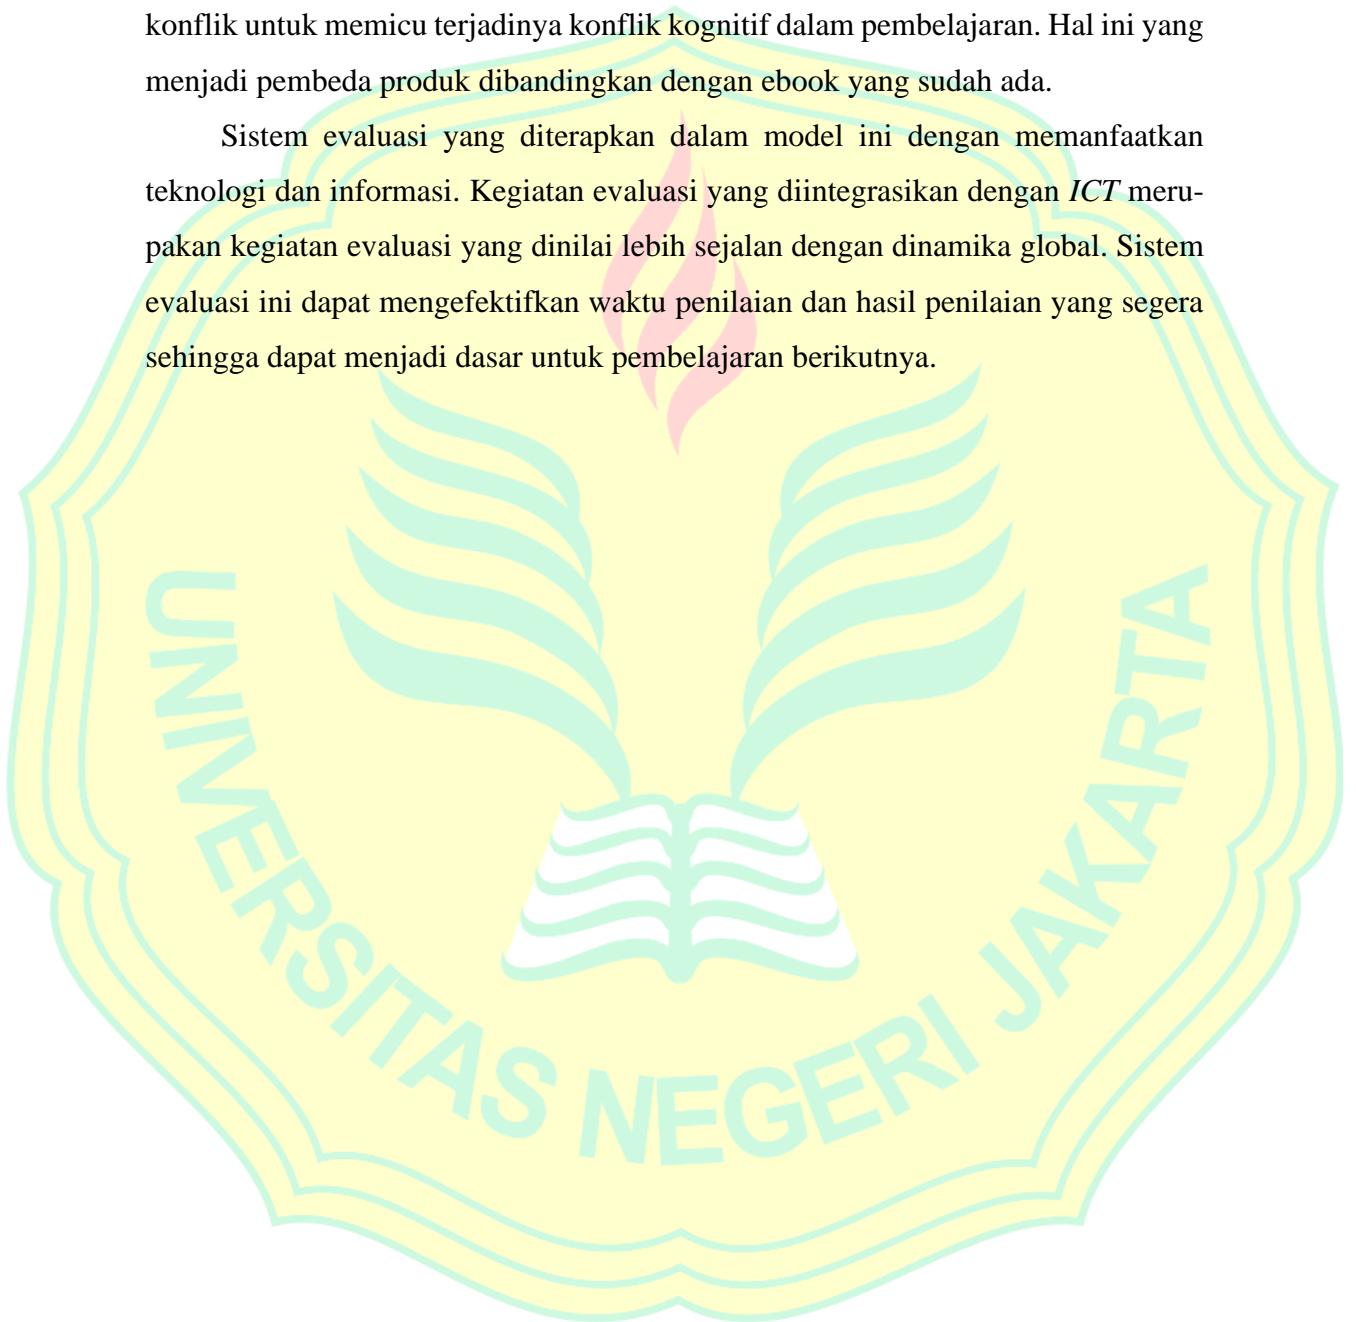 konflik untuk memicu terjadinya konflik kognitif dalam pembelajaran. Hal ini yang
menjadi pembeda produk dibandingkan dengan ebook yang sudah ada.
Sistem evaluasi yang diterapkan dalam model ini dengan memanfaatkan
teknologi dan informasi. Kegiatan evaluasi yang diintegrasikan dengan ICT meru-
pakan kegiatan evaluasi yang dinilai lebih sejalan dengan dinamika global. Sistem
evaluasi ini dapat mengefektifkan waktu penilaian dan hasil penilaian yang segera
sehingga dapat menjadi dasar untuk pembelajaran berikutnya.
UNIVERSITAS NEGERI JAKARTA